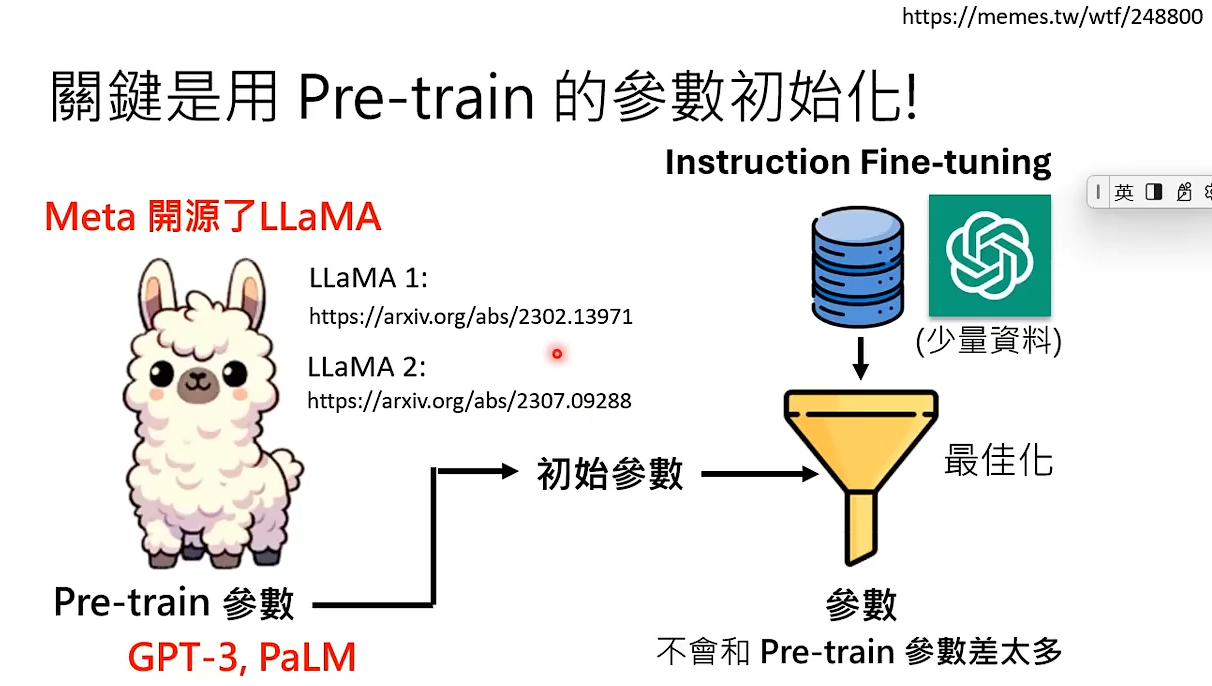 https://memes.tw/wtf/248800
關鍵是用 Pre-train 的參數初始化!
Instruction Fine-tuning
Meta 開源了LLaMA
英
LLaMA 1:
https://arxiv.org/abs/2302.13971
(少量資料)
LLaMA 2:
https://arxiv.org/abs/2307.09288
初始參數
最佳化
Pre-train 參數
參數
GPT-3, PaLM
不會和 Pre-train 參數差太多